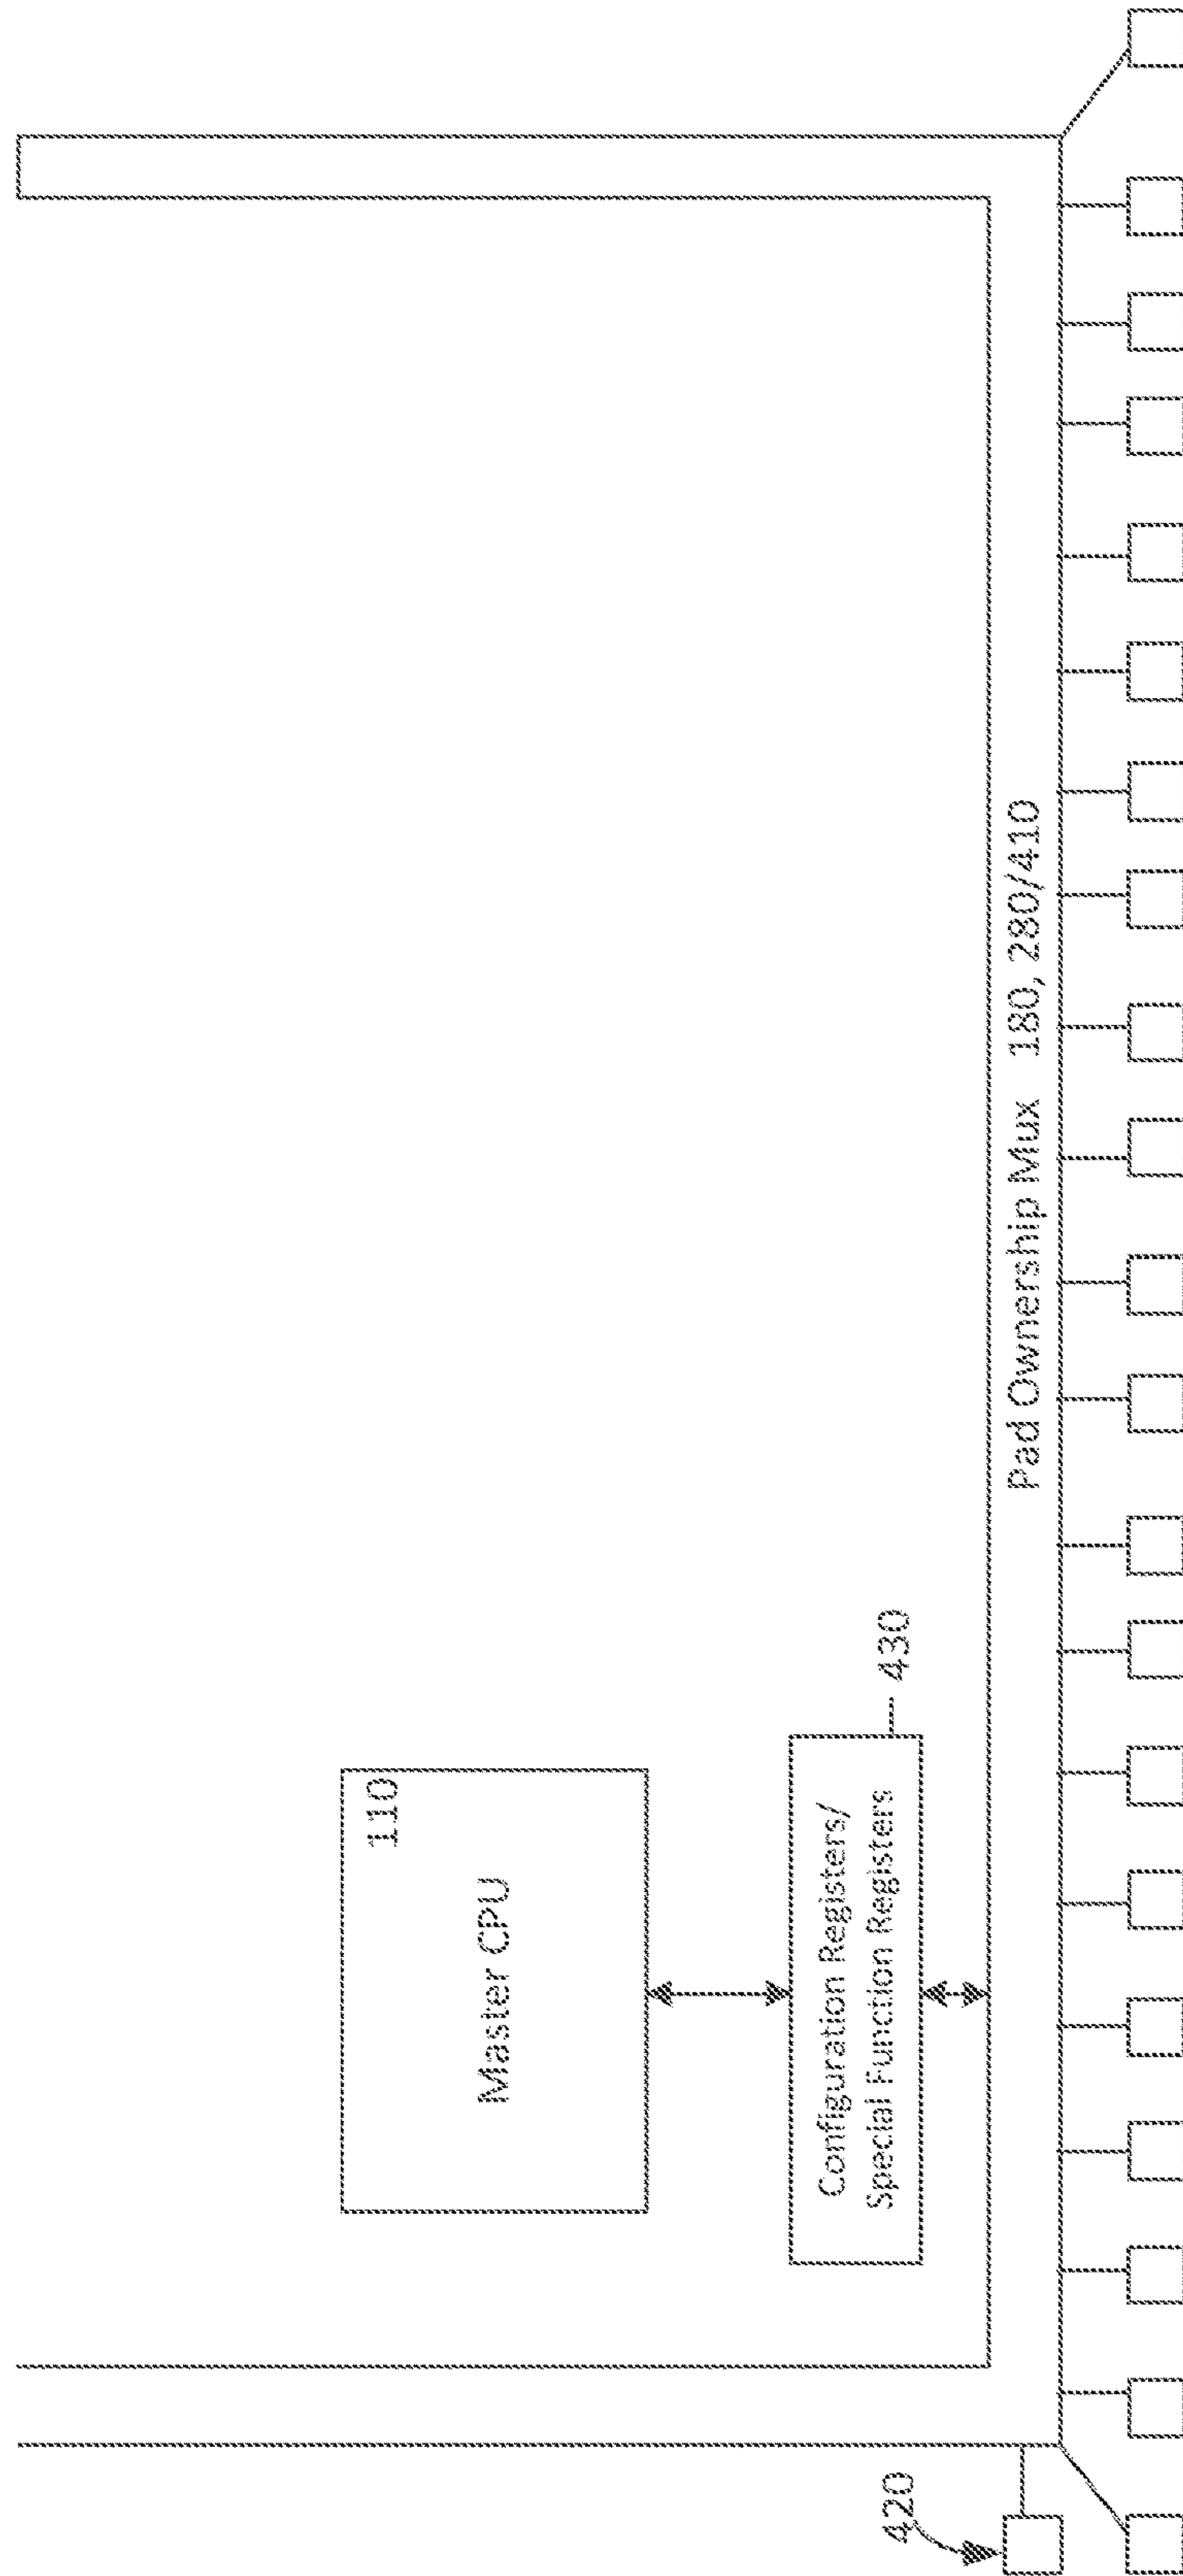 110
Master CPU
430
Configuration Registers/
Special Function Registers
Pad Ownership Mux 180, 280/410
420